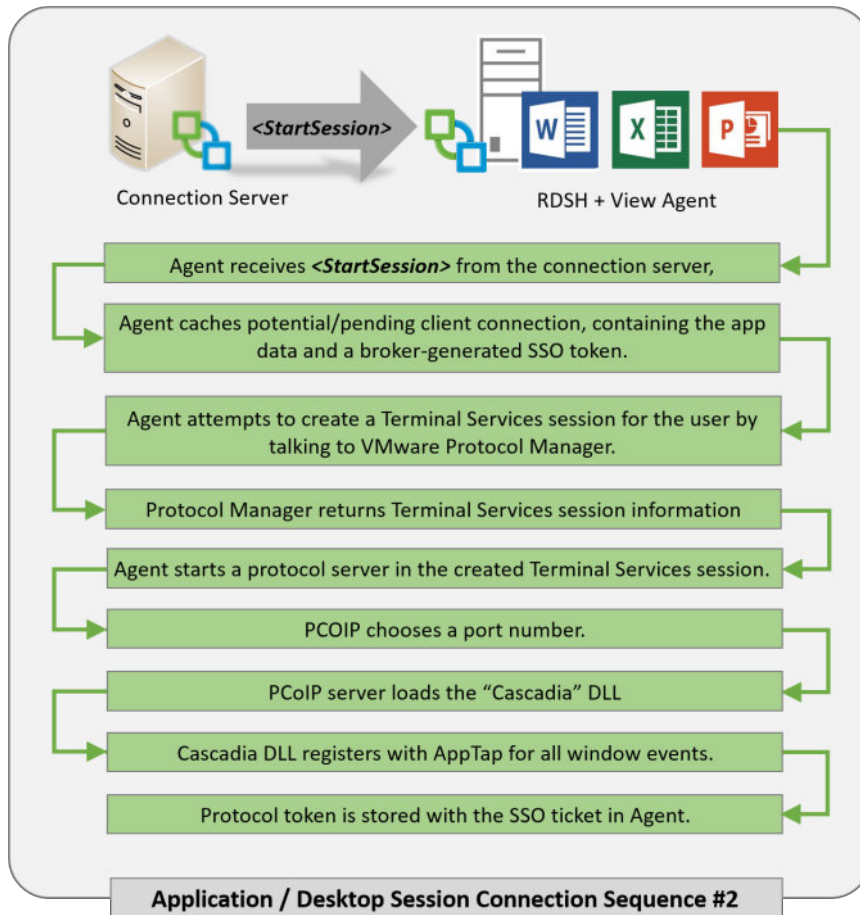 <StartSession>
W
X
P
Connection Server
RDSH + View Agent
Agent receives <StartSession> from the connection server,
Agent caches potential/pending client connection, containing the app
data and a broker-generated SSO token.
Agent attempts to create a Terminal Services session for the user by
talking to VMware Protocol Manager.
Protocol Manager returns Terminal Services session information
Agent starts a protocol server in the created Terminal Services session.
PCOIP chooses a port number.
PCoIP server loads the “Cascadia” DLL
Cascadia DLL registers with AppTap for all window events.
Protocol token is stored with the SSO ticket in Agent.
Application / Desktop Session Connection Sequence #2